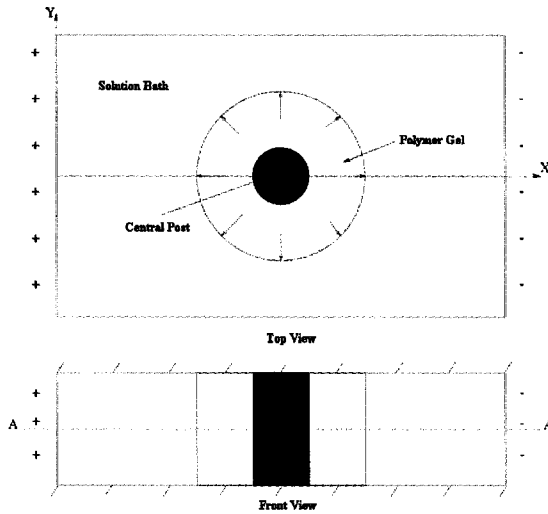 Y
+ -
Solution Bath
+ -
+ -
Polymer Gel
X
+ -
Central Post
+ -
+ -
Top View
+ -
+ -
A A
+ -
Front View